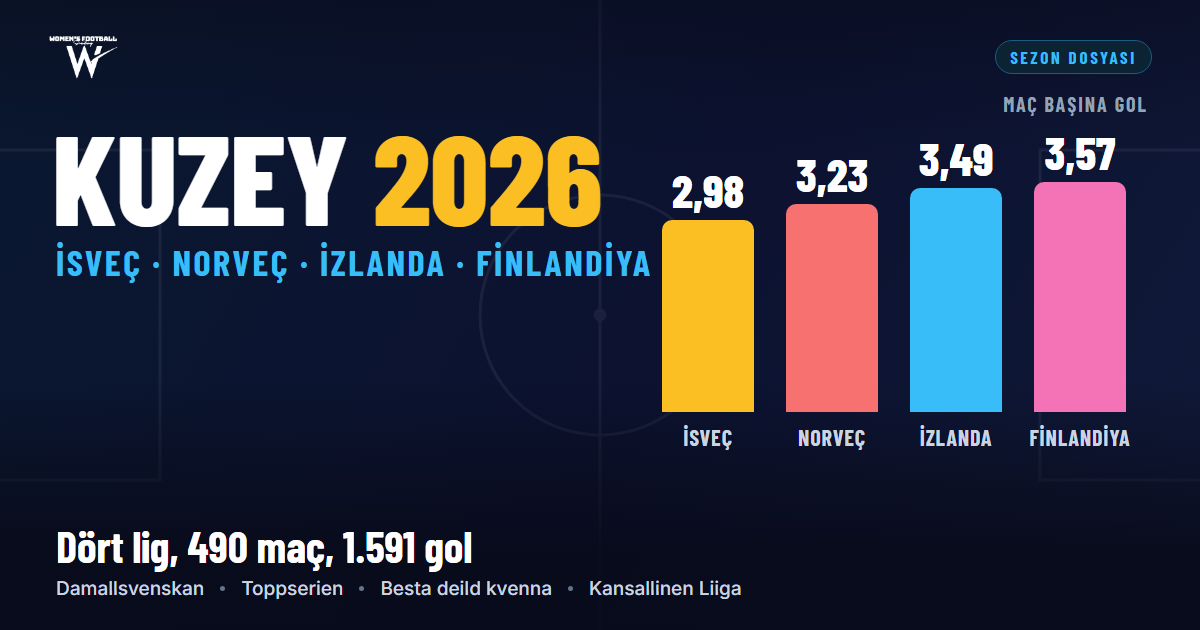 WOMEN'S FOOTBALL
W
SEZON DOSYASI
MAÇ BAŞINA GOL
KUZEY 2026
İSVEÇ · NORVEÇ · İZLANDA · FİNLANDİYA
2,98
3,23
3,49
3,57
İSVEÇ
NORVEÇ
İZLANDA
FİNLANDİYA
Dört lig, 490 maç, 1.591 gol
Damallsvenskan • Toppserien • Besta deild kvenna • Kansallinen Liiga